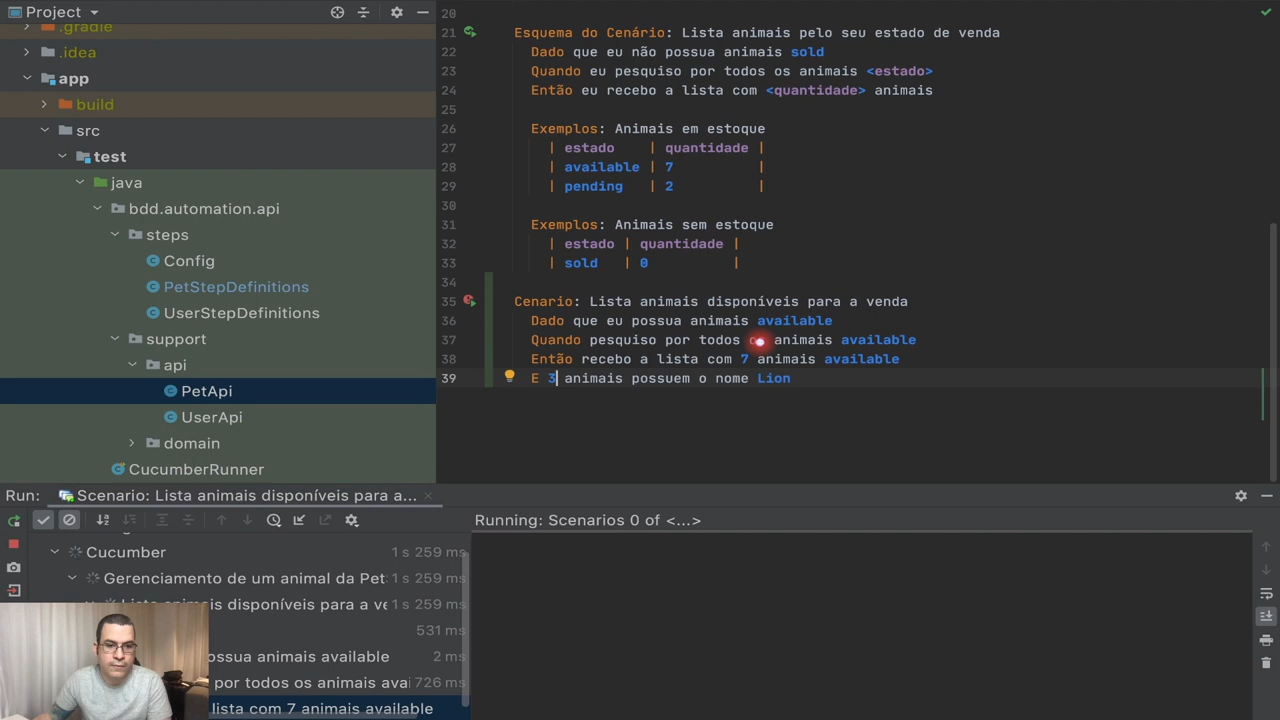 Project
.gradle
.idea
app
build
src
test
java
bdd.automation.api
steps
Config
PetStepDefinitions
UserStepDefinitions
support
api
PetApi
UserApi
domain
CucumberRunner
20
21 Esquema do Cenário: Lista animais pelo seu estado de venda
22 Dado que eu não possua animais sold
23 Quando eu pesquiso por todos os animais <estado>
24 Então eu recebo a lista com <quantidade> animais
25
26 Exemplos: Animais em estoque
27 | estado | quantidade |
28 | available | 7 |
29 | pending | 2 |
30
31 Exemplos: Animais sem estoque
32 | estado | quantidade |
33 | sold | 0 |
34
35 Cenario: Lista animais disponíveis para a venda
36 Dado que eu possua animais available
37 Quando pesquiso por todos animais available
38 Então recebo a lista com 7 animais available
39 E 3 animais possuem o nome Lion
Run: Scenario: Lista animais disponíveis para a...
Running: Scenarios 0 of <...>
Cucumber 1 s 259 ms
Gerenciamento de um animal da Pet 1 s 259 ms
disponíveis para a ve 1 s 259 ms
531 ms
animais available 2 ms
por todos os animais avai 726 ms
lista com 7 animais available